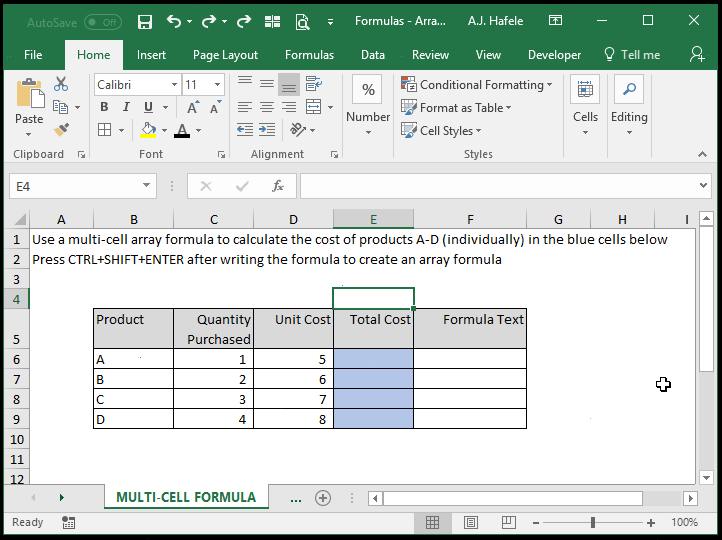 AutoSave Off Formulas - Arra... A.J. Hafele
File Home Insert Page Layout Formulas Data Review View Developer Tell me
Calibri 11
B I U A A
A
Paste
% Number
Conditional Formatting
Format as Table
Cell Styles
Cells Editing
Clipboard Font Alignment Styles
E4 fx
A B C D E F G H I
1 Use a multi-cell array formula to calculate the cost of products A-D (individually) in the blue cells below
2 Press CTRL+SHIFT+ENTER after writing the formula to create an array formula
3
4
5 Product Quantity Purchased Unit Cost Total Cost Formula Text
6 A 1 5
7 B 2 6
8 C 3 7
9 D 4 8
10
11
12
MULTI-CELL FORMULA ...
Ready 100%